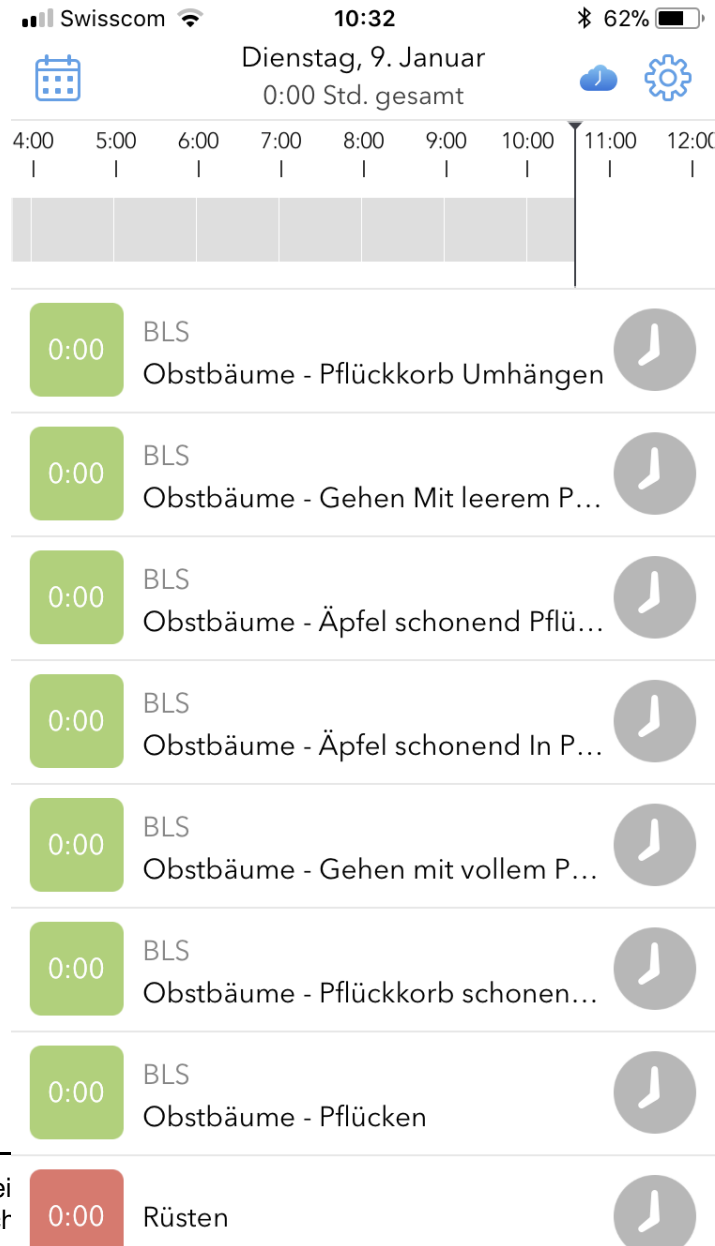 Swisscom 10:32 62%
Dienstag, 9. Januar
0:00 Std. gesamt
4:00 5:00 6:00 7:00 8:00 9:00 10:00 11:00 12:00
0:00 BLS
Obstbäume - Pflückkorb Umhängen
0:00 BLS
Obstbäume - Gehen Mit leerem P...
0:00 BLS
Obstbäume - Äpfel schonend Pflü...
0:00 BLS
Obstbäume - Äpfel schonend In P...
0:00 BLS
Obstbäume - Gehen mit vollem P...
0:00 BLS
Obstbäume - Pflückkorb schonen...
0:00 BLS
Obstbäume - Pflücken
0:00 Rüsten